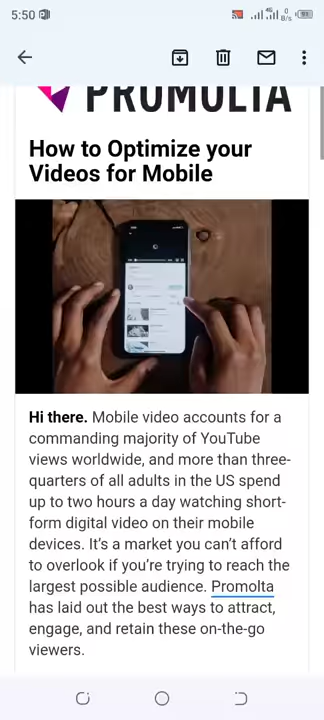 5:50
4G
0
B/s
PROMOLTA
How to Optimize your
Videos for Mobile
Hi there. Mobile video accounts for a
commanding majority of YouTube
views worldwide, and more than three-
quarters of all adults in the US spend
up to two hours a day watching short-
form digital video on their mobile
devices. It’s a market you can’t afford
to overlook if you’re trying to reach the
largest possible audience. Promolta
has laid out the best ways to attract,
engage, and retain these on-the-go
viewers.